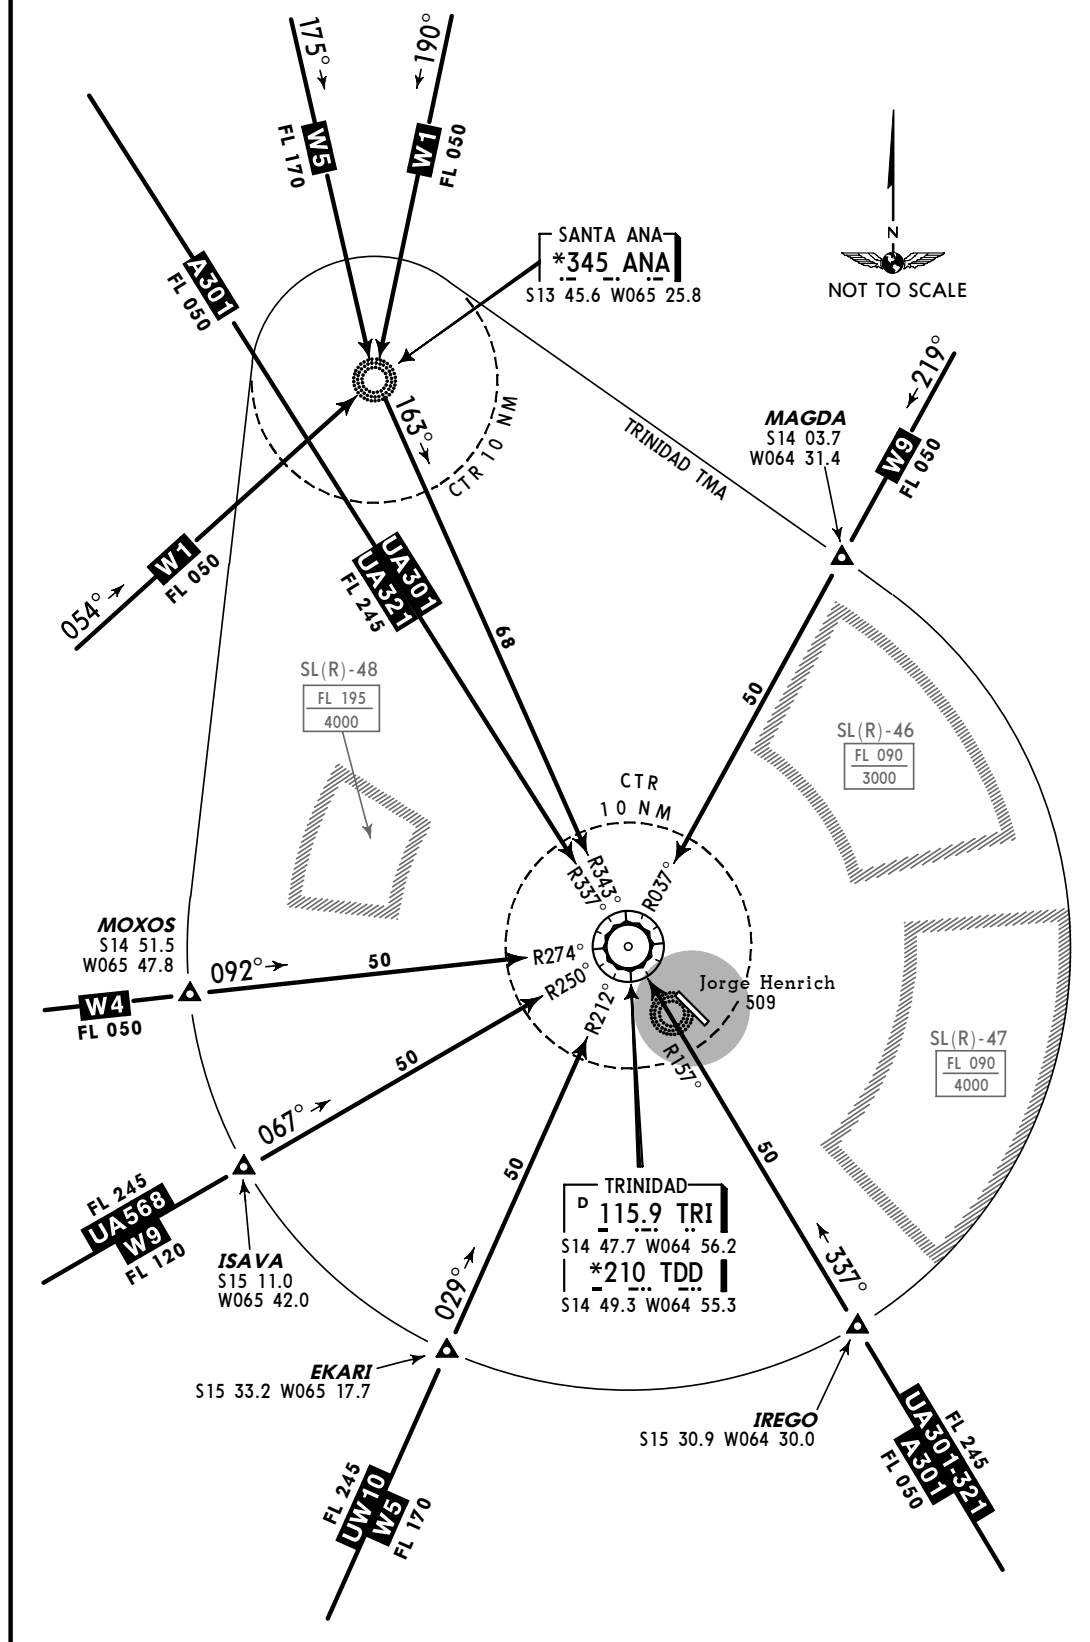 175°
190°
W5
FL 170
W1
FL 050
A301
FL 050
SANTA ANA
*345 ANA
S13 45.6 W065 25.8
N
NOT TO SCALE
219°
W9
FL 050
MAGDA
S14 03.7
W064 31.4
163°
CTR 10 NM
TRINIDAD TMA
W1
FL 050
054°
UA301
UA321
FL 245
68
50
SL(R)-48
FL 195
4000
SL(R)-46
FL 090
3000
CTR
10 NM
R343°
R337°
R037°
MOXOS
S14 51.5
W065 47.8
092°
50
R274°
R250°
R212°
W4
FL 050
Jorge Henrich
509
R157°
SL(R)-47
FL 090
4000
067°
50
50
50
FL 245
UA568
W9
FL 120
ISAVA
S15 11.0
W065 42.0
TRINIDAD
D 115.9 TRI
S14 47.7 W064 56.2
*210 TDD
S14 49.3 W064 55.3
029°
337°
EKARI
S15 33.2 W065 17.7
IREGO
S15 30.9 W064 30.0
FL 245
UW10
W5
FL 170
FL 245
UA301-321
A301
FL 050